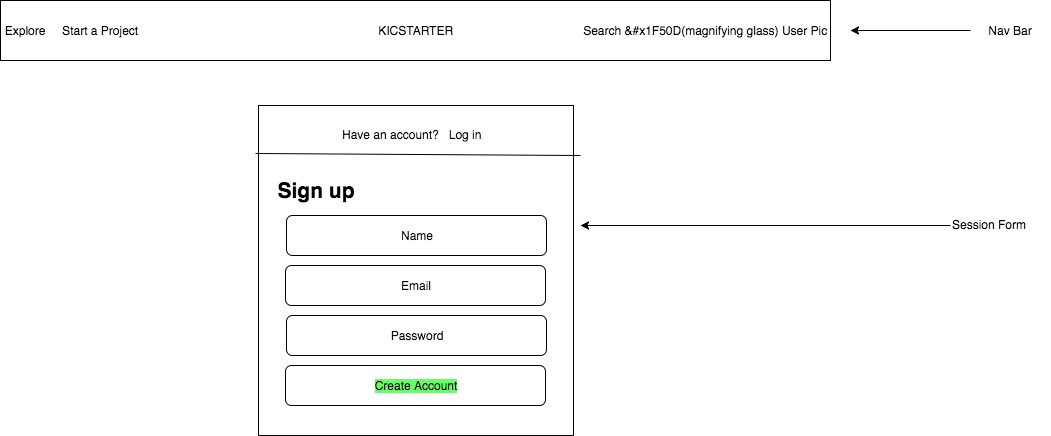 Explore Start a Project KICSTARTER Search &#x1F50D(magnifying glass) User Pic Nav Bar
Have an account? Log in
Sign up
Name
Session Form
Email
Password
Create Account